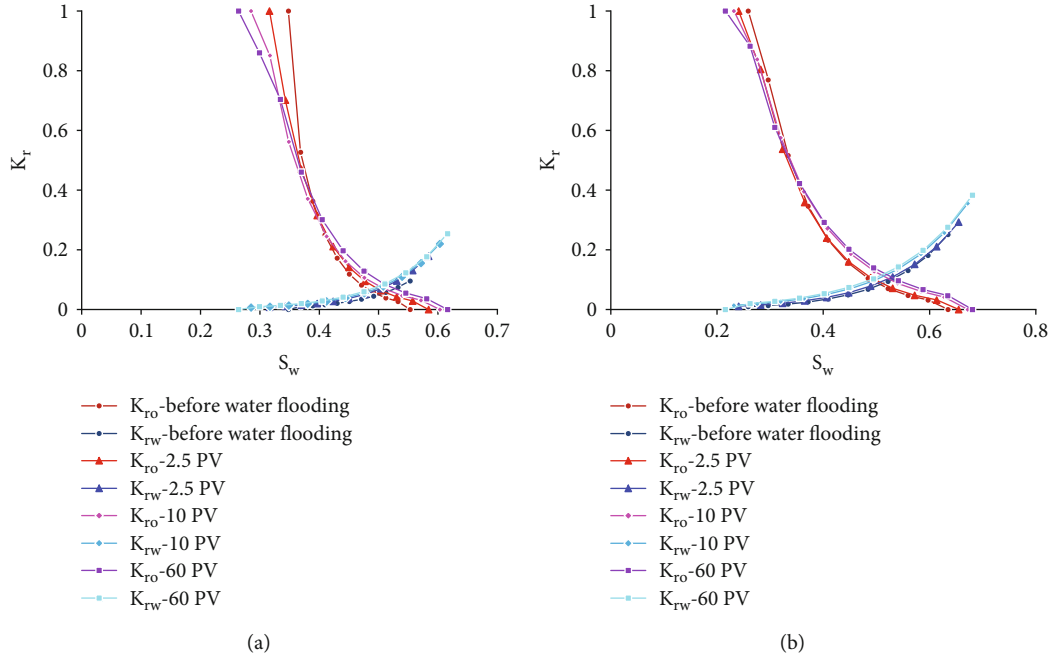 1
0.8
0.6
0.4
0.2
0
K_r
0 0.1 0.2 0.3 0.4 0.5 0.6 0.7
S_w
K_ro-before water flooding
K_rw-before water flooding
K_ro-2.5 PV
K_rw-2.5 PV
K_ro-10 PV
K_rw-10 PV
K_ro-60 PV
K_rw-60 PV
(a)
1
0.8
0.6
0.4
0.2
0
K_r
0 0.2 0.4 0.6 0.8
S_w
K_ro-before water flooding
K_rw-before water flooding
K_ro-2.5 PV
K_rw-2.5 PV
K_ro-10 PV
K_rw-10 PV
K_ro-60 PV
K_rw-60 PV
(b)